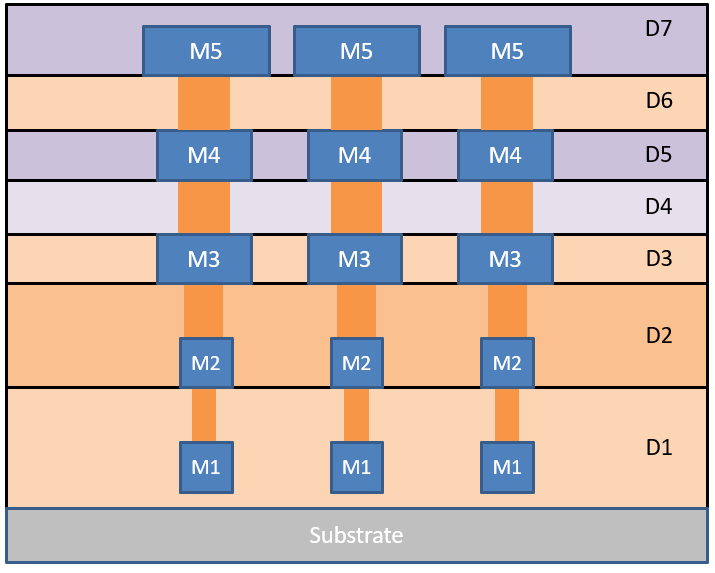 D7
M5 M5 M5
D6
M4 M4 M4 D5
D4
M3 M3 M3 D3
D2
M2 M2 M2
D1
M1 M1 M1
Substrate